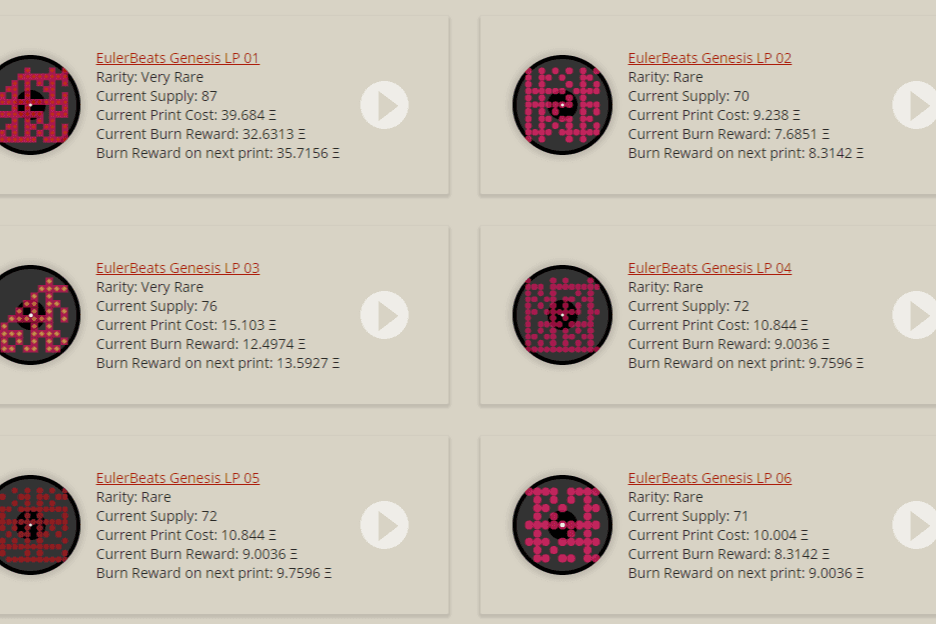 EulerBeats Genesis LP 01
Rarity: Very Rare
Current Supply: 87
Current Print Cost: 39.684 Ξ
Current Burn Reward: 32.6313 Ξ
Burn Reward on next print: 35.7156 Ξ
EulerBeats Genesis LP 02
Rarity: Rare
Current Supply: 70
Current Print Cost: 9.238 Ξ
Current Burn Reward: 7.6851 Ξ
Burn Reward on next print: 8.3142 Ξ
EulerBeats Genesis LP 03
Rarity: Very Rare
Current Supply: 76
Current Print Cost: 15.103 Ξ
Current Burn Reward: 12.4974 Ξ
Burn Reward on next print: 13.5927 Ξ
EulerBeats Genesis LP 04
Rarity: Rare
Current Supply: 72
Current Print Cost: 10.844 Ξ
Current Burn Reward: 9.0036 Ξ
Burn Reward on next print: 9.7596 Ξ
EulerBeats Genesis LP 05
Rarity: Rare
Current Supply: 72
Current Print Cost: 10.844 Ξ
Current Burn Reward: 9.0036 Ξ
Burn Reward on next print: 9.7596 Ξ
EulerBeats Genesis LP 06
Rarity: Rare
Current Supply: 71
Current Print Cost: 10.004 Ξ
Current Burn Reward: 8.3142 Ξ
Burn Reward on next print: 9.0036 Ξ